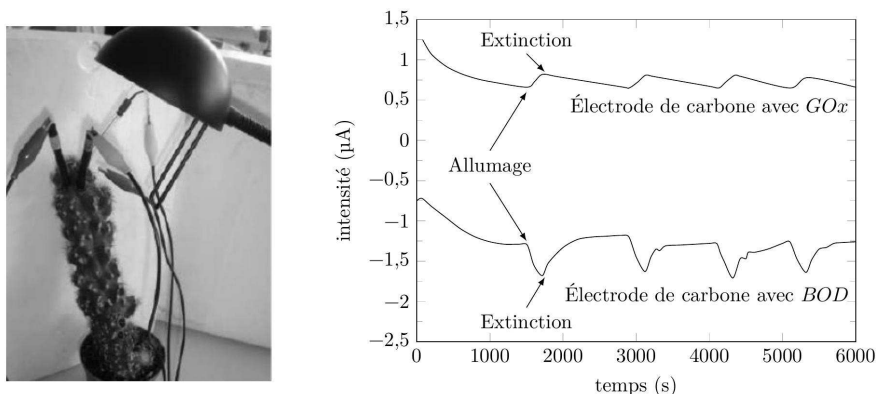 1,5
1
0,5
0
−0,5
−1
−1,5
−2
−2,5
intensité (µA)
Extinction
Électrode de carbone avec GOx
Allumage
Électrode de carbone avec BOD
Extinction
0 1000 2000 3000 4000 5000 6000
temps (s)